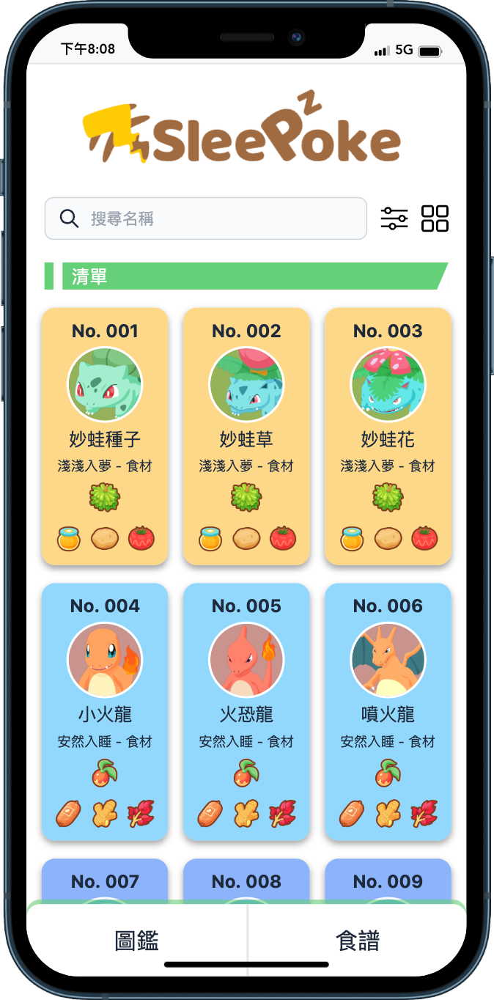 下午8:08
5G
SleePoke
z
搜尋名稱
清單
No. 001
No. 002
No. 003
妙蛙種子
妙蛙草
妙蛙花
淺淺入夢 - 食材
淺淺入夢 - 食材
淺淺入夢 - 食材
No. 004
No. 005
No. 006
小火龍
火恐龍
噴火龍
安然入睡 - 食材
安然入睡 - 食材
安然入睡 - 食材
No. 007
No. 008
No. 009
圖鑑
食譜